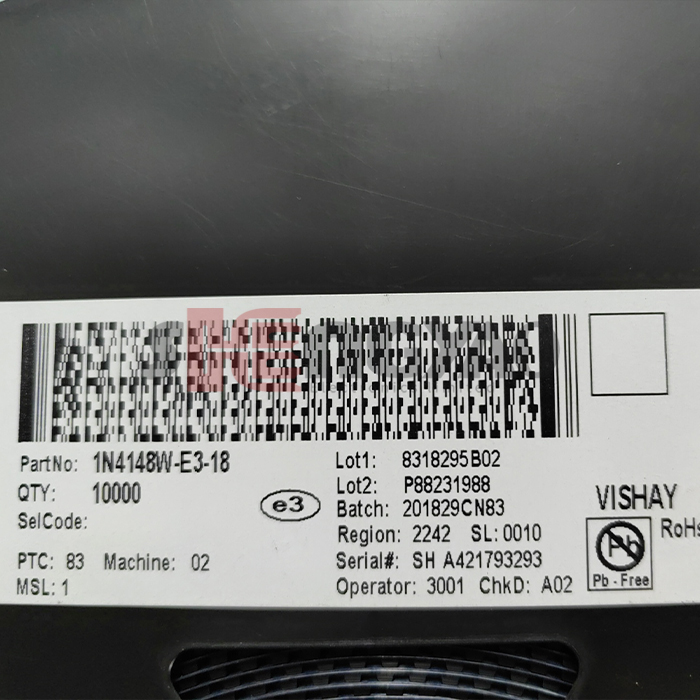 PartNo: 1N4148W-E3-18
QTY: 10000
SelCode:
e3
PTC: 83 Machine: 02
MSL: 1
Lot1: 8318295B02
Lot2: P88231988
Batch: 201829CN83
Region: 2242 SL: 0010
Serial#: SH A421793293
Operator: 3001 ChkD: A02
VISHAY
RoHs
Pb
Pb - Free